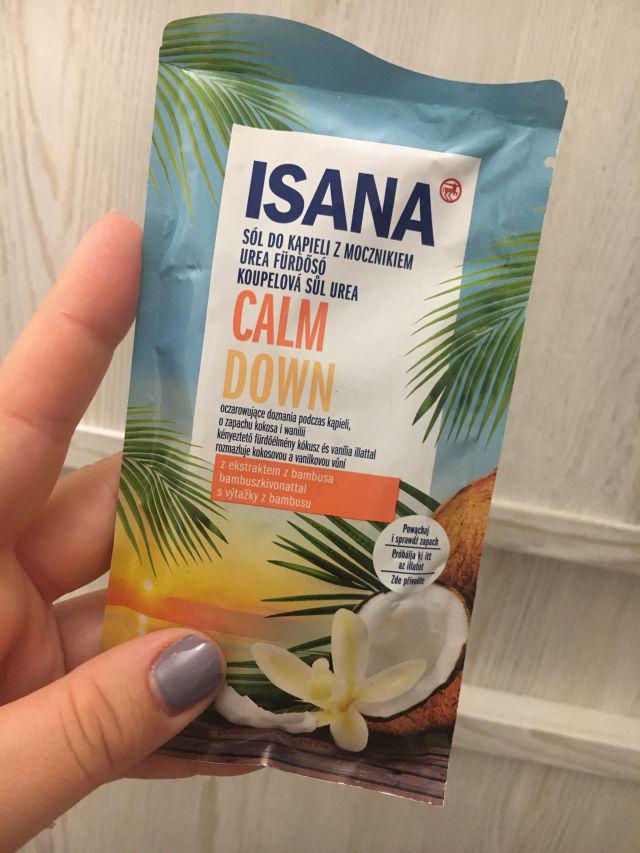 ISANA
SÓL DO KĄPIELI Z MOCZNIKIEM
UREA FÜRDŐSÓ
KOUPELOVÁ SŮL UREA
CALM
DOWN
oczarowujące doznania podczas kąpieli,
o zapachu kokosa i wanilii
kényeztető fürdőélmény kókusz és vanília illattal
rozmazluje kokosovou a vanilkovou vůní
z ekstraktem z bambusa
bambuszkivonattal
s výtažky z bambusu
Powąchaj
i sprawdź zapach
Próbálja ki itt
az illatot
Zde přivoňte